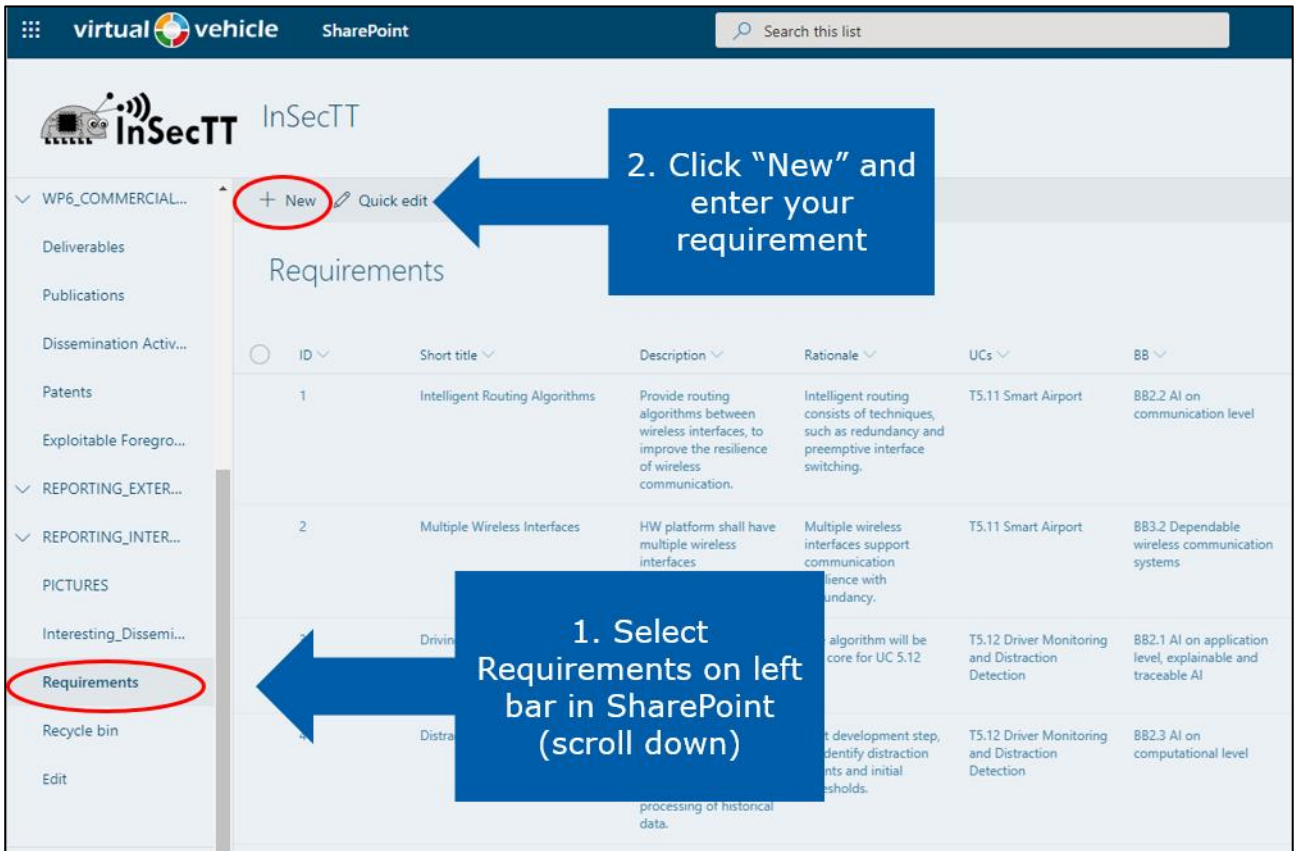 virtual vehicle SharePoint Search this list
InSecTT InSecTT
2. Click “New” and
enter your
requirement
WP6_COMMERCIAL...
Deliverables
Publications
Dissemination Activ...
Patents
Exploitable Foregro...
REPORTING_EXTER...
REPORTING_INTER...
PICTURES
Interesting_Dissemi...
Requirements
Recycle bin
Edit
+ New Quick edit
Requirements
ID Short title Description Rationale UCs BB
1
Intelligent Routing Algorithms
Provide routing
algorithms between
wireless interfaces, to
improve the resilience
of wireless
communication.
Intelligent routing
consists of techniques,
such as redundancy and
preemptive interface
switching.
T5.11 Smart Airport
BB2.2 AI on
communication level
2
Multiple Wireless Interfaces
HW platform shall have
multiple wireless
interfaces
Multiple wireless
interfaces support
communication
with
T5.11 Smart Airport
BB3.2 Dependable
wireless communication
systems
algorithm will be
core for UC 5.12
T5.12 Driver Monitoring
and Distraction
Detection
BB2.1 AI on application
level, explainable and
traceable AI
processing of historical
data.
development step,
identify distraction
and initial
T5.12 Driver Monitoring
and Distraction
Detection
BB2.3 AI on
computational level
1. Select
Requirements on left
bar in SharePoint
(scroll down)